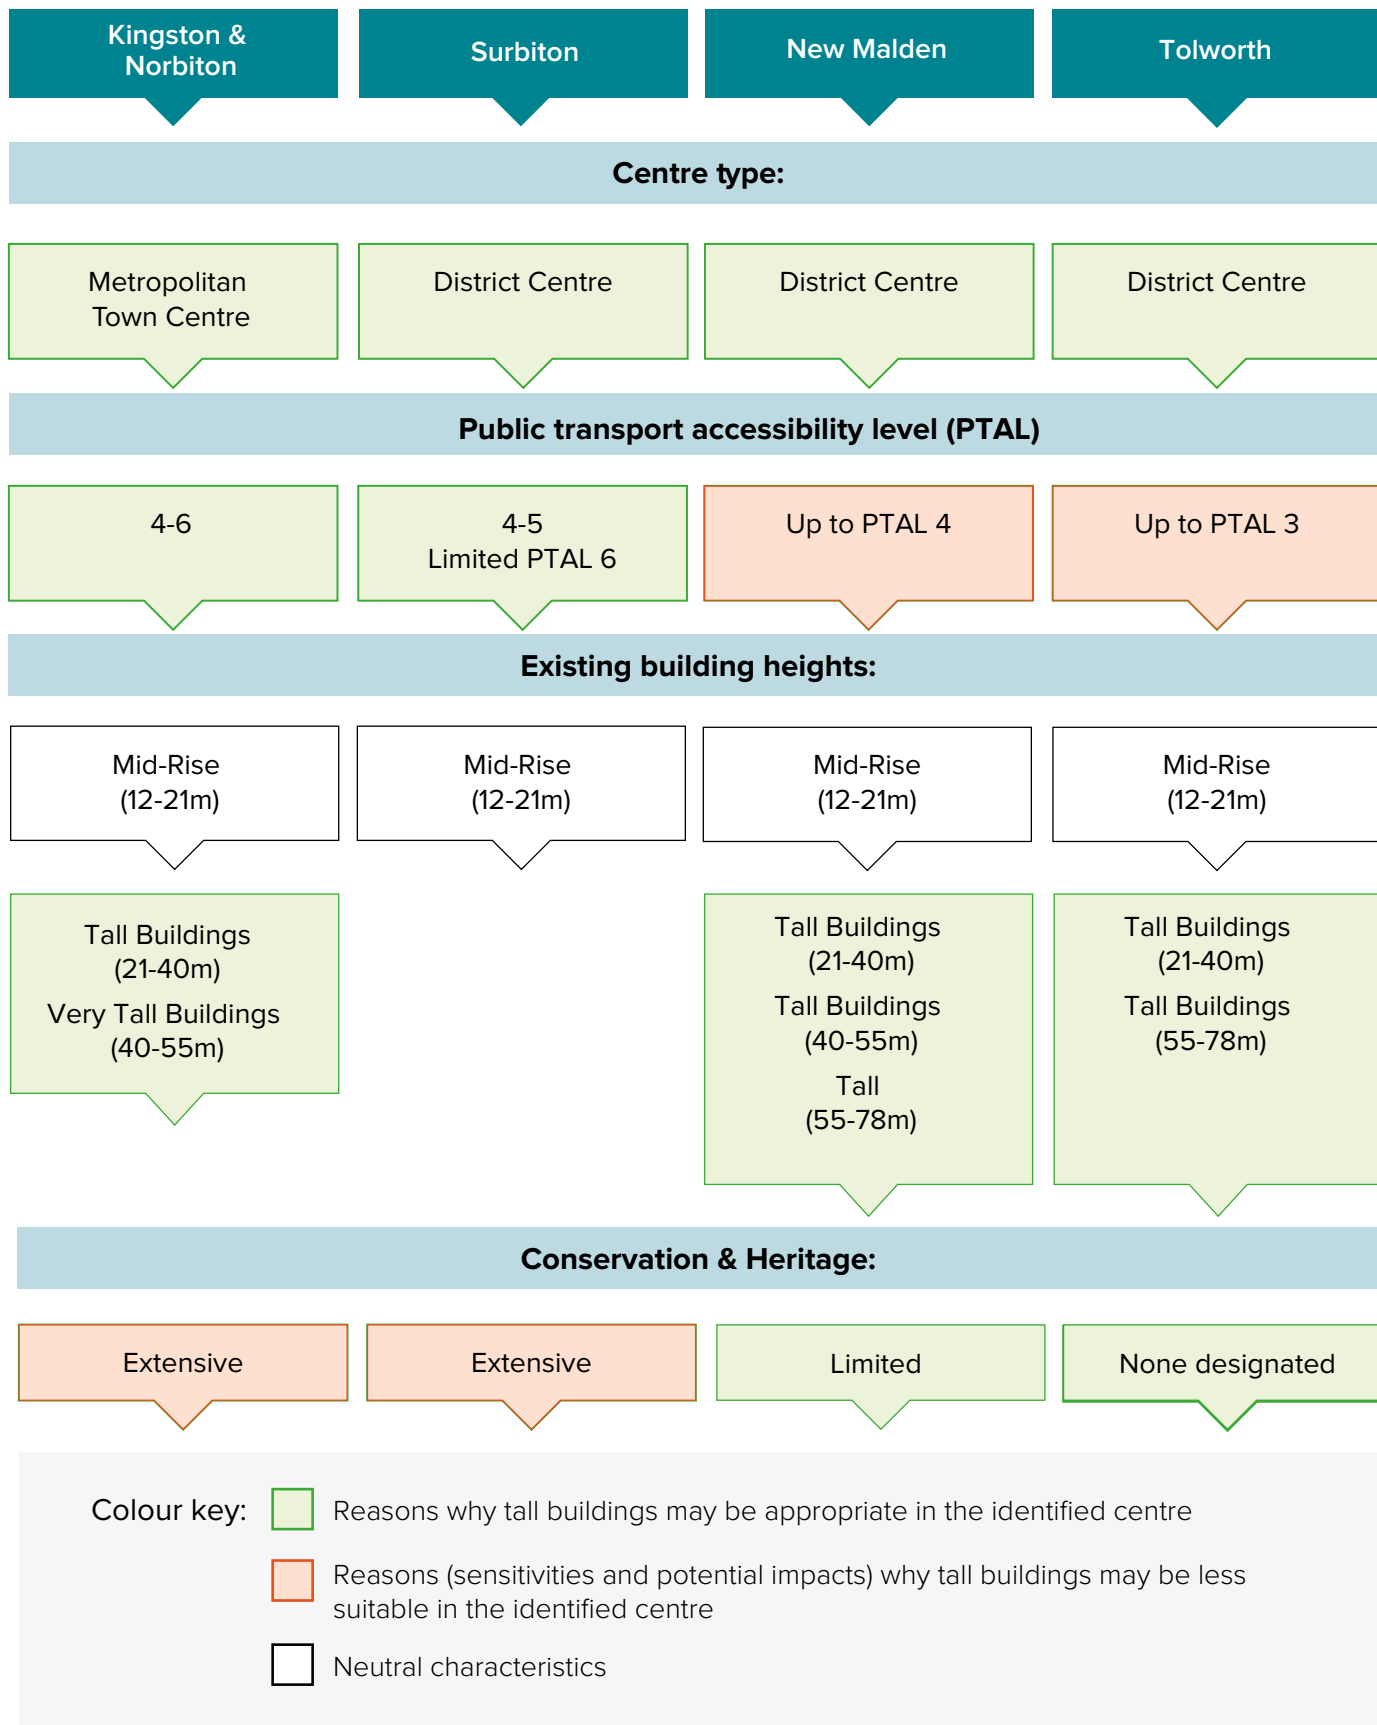 Kingston &
Norbiton
Surbiton
New Malden
Tolworth
Centre type:
Metropolitan
Town Centre
District Centre
District Centre
District Centre
Public transport accessibility level (PTAL)
4-6
4-5
Limited PTAL 6
Up to PTAL 4
Up to PTAL 3
Existing building heights:
Mid-Rise
(12-21m)
Mid-Rise
(12-21m)
Mid-Rise
(12-21m)
Mid-Rise
(12-21m)
Tall Buildings
(21-40m)
Very Tall Buildings
(40-55m)
Tall Buildings
(21-40m)
Tall Buildings
(40-55m)
Tall
(55-78m)
Tall Buildings
(21-40m)
Tall Buildings
(55-78m)
Conservation & Heritage:
Extensive
Extensive
Limited
None designated
Colour key:
Reasons why tall buildings may be appropriate in the identified centre
Reasons (sensitivities and potential impacts) why tall buildings may be less
suitable in the identified centre
Neutral characteristics